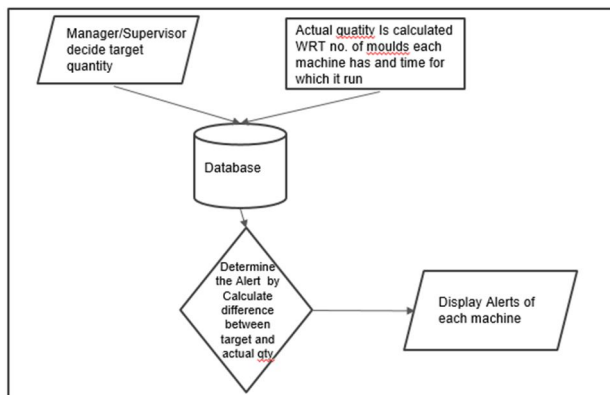 Manager/Supervisor
decide target
quantity
Actual quatity Is calculated
WRT no. of moulds each
machine has and time for
which it run
Database
Determine
the Alert by
Calculate
difference
between
target and
actual qty
Display Alerts of
each machine